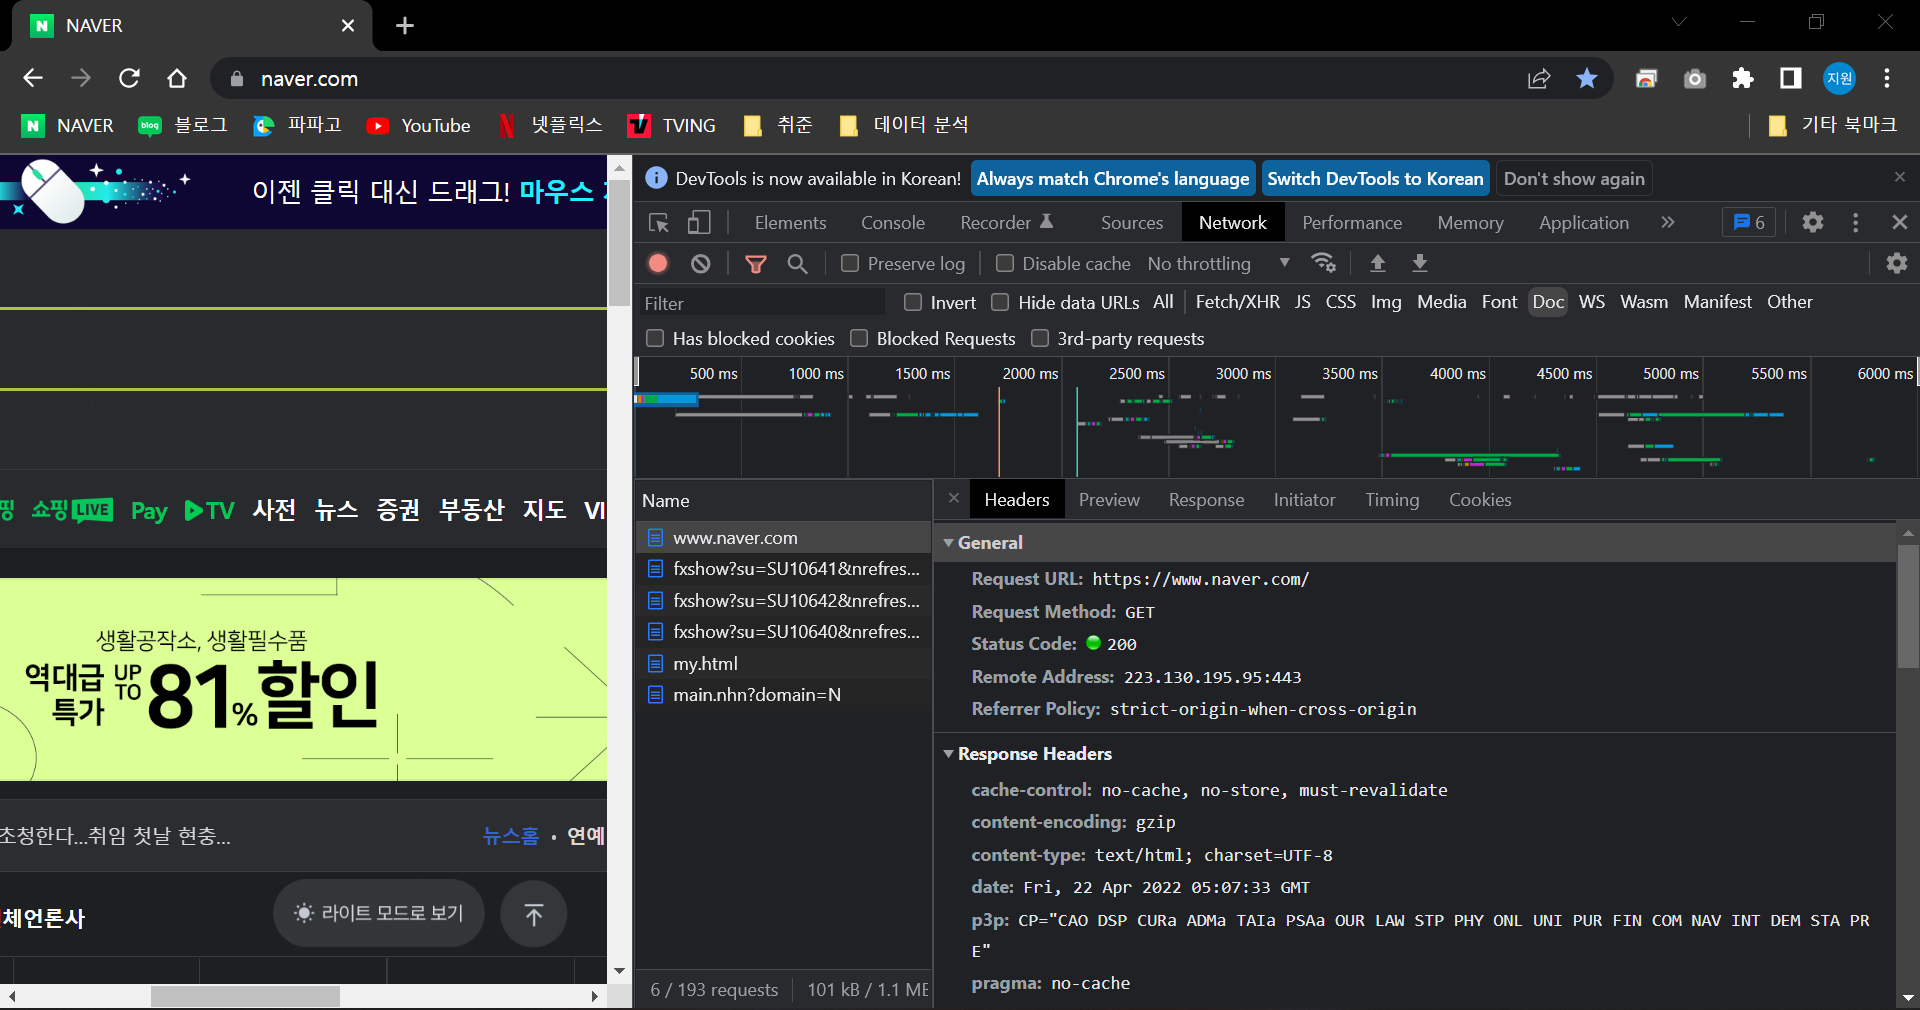 NAVER
naver.com
지원
NAVER 블로그 파파고 YouTube 넷플릭스 TVING 취준 데이터 분석 기타 북마크
이젠 클릭 대신 드래그! 마우스
쇼핑 LIVE Pay TV 사전 뉴스 증권 부동산 지도 VI
생활공작소, 생활필수품
역대급 특가 UP TO 81% 할인
초청한다...취임 첫날 현충...
뉴스홈 · 연예
체언론사
라이트 모드로 보기
DevTools is now available in Korean! Always match Chrome's language Switch DevTools to Korean Don't show again
Elements Console Recorder Sources Network Performance Memory Application » 6
Preserve log Disable cache No throttling
Filter Invert Hide data URLs All Fetch/XHR JS CSS Img Media Font Doc WS Wasm Manifest Other
Has blocked cookies Blocked Requests 3rd-party requests
500 ms 1000 ms 1500 ms 2000 ms 2500 ms 3000 ms 3500 ms 4000 ms 4500 ms 5000 ms 5500 ms 6000 ms
Name
www.naver.com
fxshow?su=SU10641&nrefres...
fxshow?su=SU10642&nrefres...
fxshow?su=SU10640&nrefres...
my.html
main.nhn?domain=N
6 / 193 requests 101 kB / 1.1 ME
Headers Preview Response Initiator Timing Cookies
General
Request URL: https://www.naver.com/
Request Method: GET
Status Code: 200
Remote Address: 223.130.195.95:443
Referrer Policy: strict-origin-when-cross-origin
Response Headers
cache-control: no-cache, no-store, must-revalidate
content-encoding: gzip
content-type: text/html; charset=UTF-8
date: Fri, 22 Apr 2022 05:07:33 GMT
p3p: CP="CAO DSP CURa ADMa TAIa PSAa OUR LAW STP PHY ONL UNI PUR FIN COM NAV INT DEM STA PR
E"
pragma: no-cache